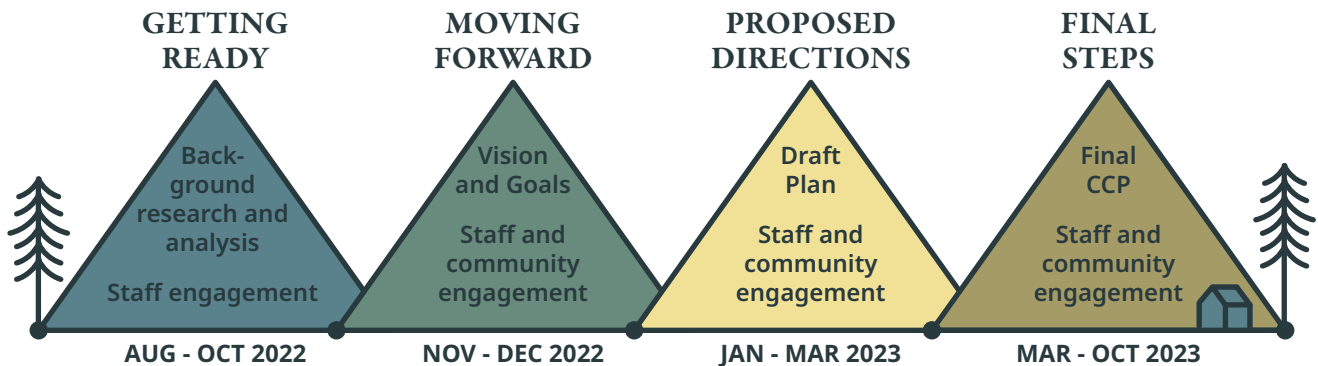 GETTING
READY
Back-
ground
research and
analysis
Staff engagement
AUG - OCT 2022
MOVING
FORWARD
Vision
and Goals
Staff and
community
engagement
NOV - DEC 2022
PROPOSED
DIRECTIONS
Draft
Plan
Staff and
community
engagement
JAN - MAR 2023
FINAL
STEPS
Final
CCP
Staff and
community
engagement
MAR - OCT 2023